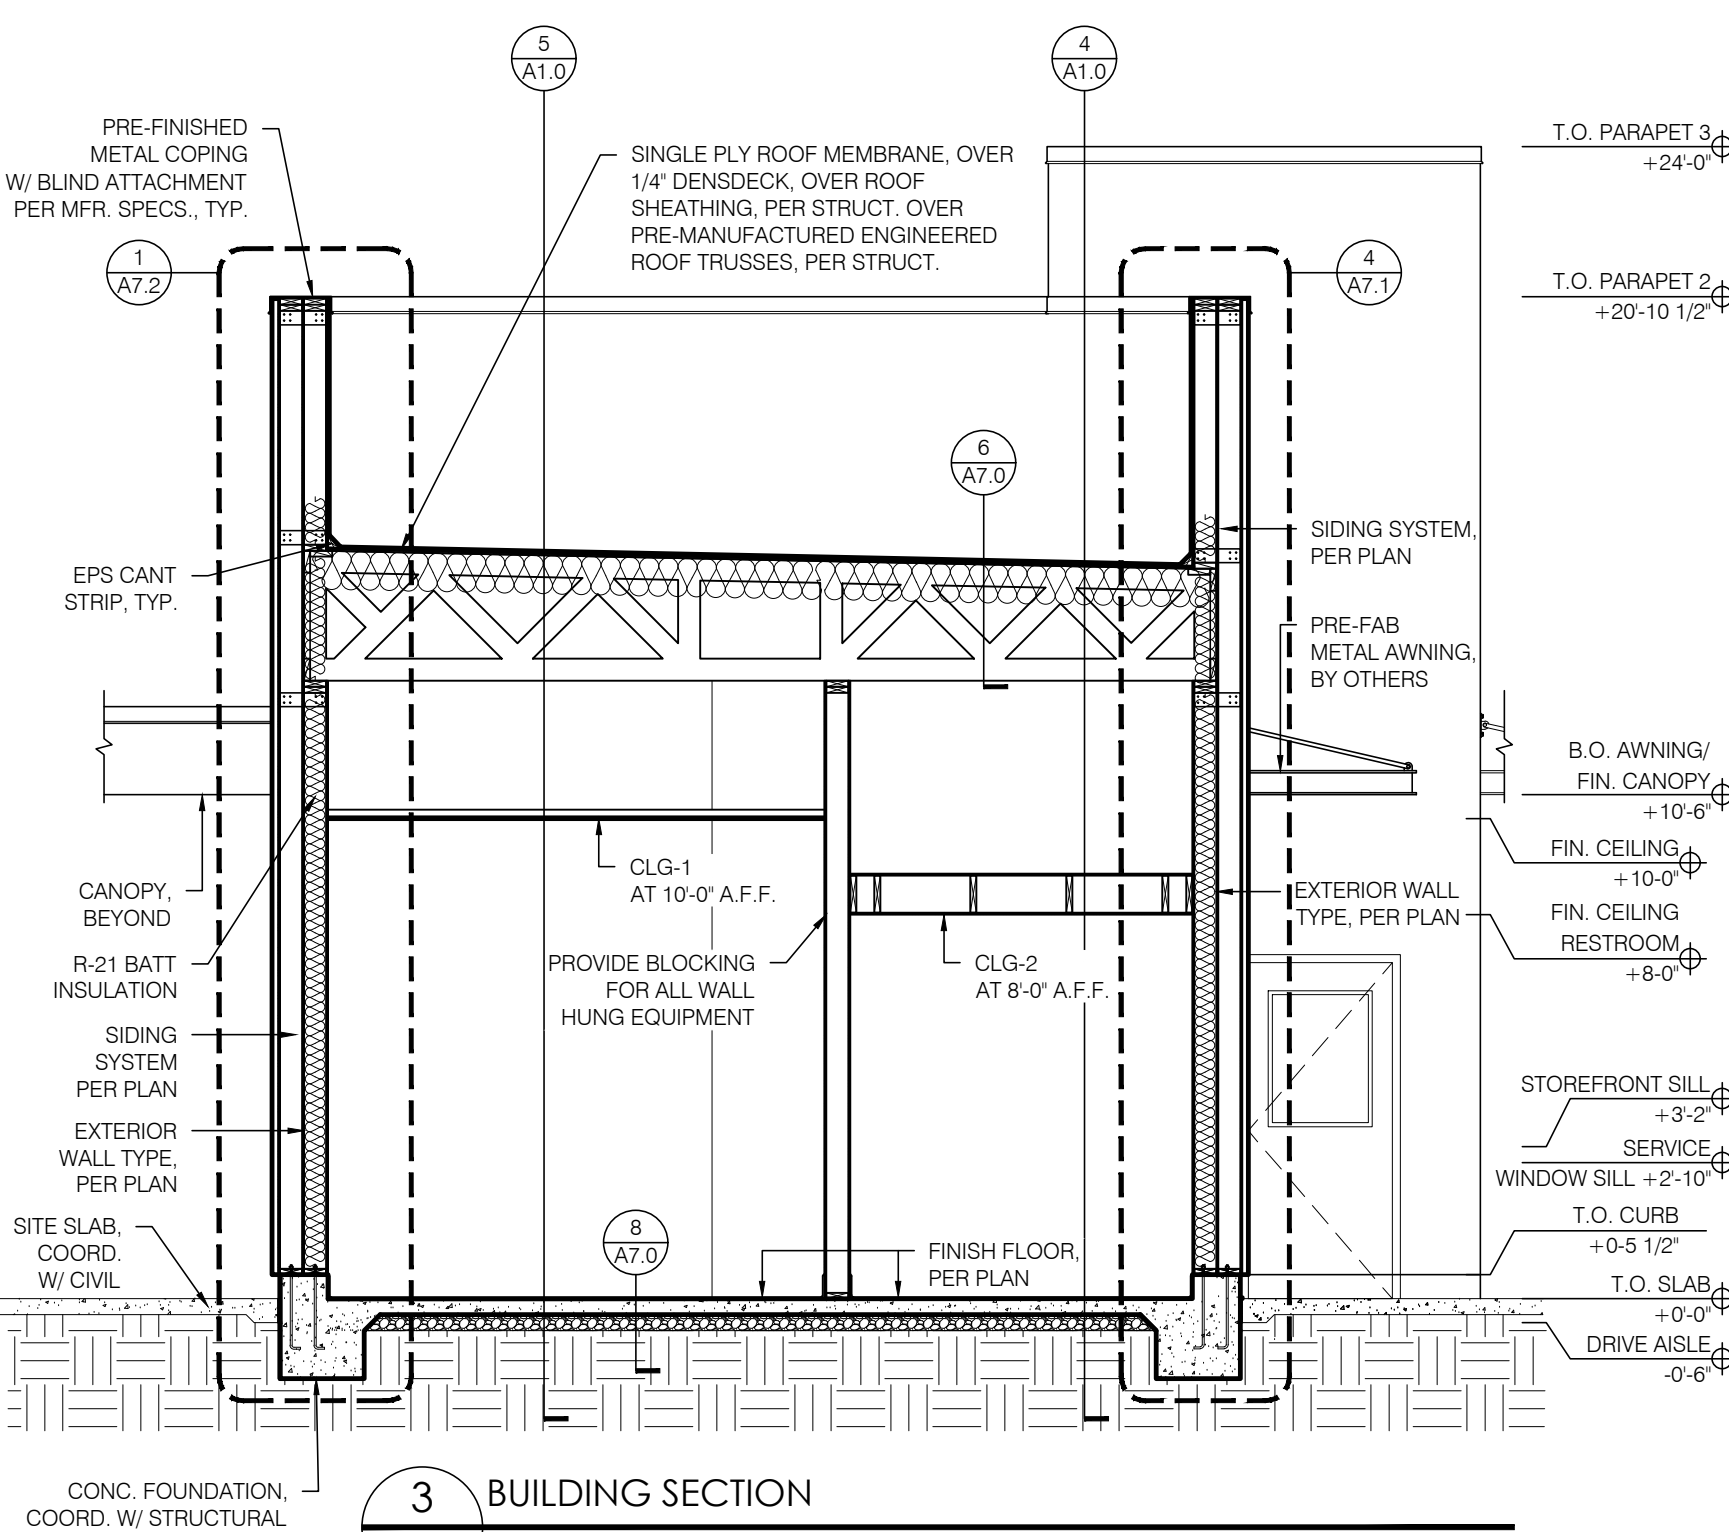 5
A1.0
4
A1.0
PRE-FINISHED
METAL COPING
W/ BLIND ATTACHMENT
PER MFR. SPECS., TYP.
SINGLE PLY ROOF MEMBRANE, OVER
1/4" DENSDECK, OVER ROOF
SHEATHING, PER STRUCT. OVER
PRE-MANUFACTURED ENGINEERED
ROOF TRUSSES, PER STRUCT.
T.O. PARAPET 3
+24'-0"
1
A7.2
4
A7.1
T.O. PARAPET 2
+20'-10 1/2"
6
A7.0
SIDING SYSTEM,
PER PLAN
EPS CANT
STRIP, TYP.
PRE-FAB
METAL AWNING,
BY OTHERS
B.O. AWNING/
FIN. CANOPY
+10'-6"
FIN. CEILING
+10-0"
CLG-1
AT 10'-0" A.F.F.
CANOPY,
BEYOND
EXTERIOR WALL
TYPE, PER PLAN
FIN. CEILING
RESTROOM
+8-0"
R-21 BATT
INSULATION
PROVIDE BLOCKING
FOR ALL WALL
HUNG EQUIPMENT
CLG-2
AT 8'-0" A.F.F.
SIDING
SYSTEM
PER PLAN
STOREFRONT SILL
+3'-2"
EXTERIOR
WALL TYPE,
PER PLAN
SERVICE
WINDOW SILL +2'-10"
SITE SLAB,
COORD.
W/ CIVIL
8
A7.0
FINISH FLOOR,
PER PLAN
T.O. CURB
+0-5 1/2"
T.O. SLAB
+0'-0"
DRIVE AISLE
-0'-6"
CONC. FOUNDATION,
COORD. W/ STRUCTURAL
3
BUILDING SECTION